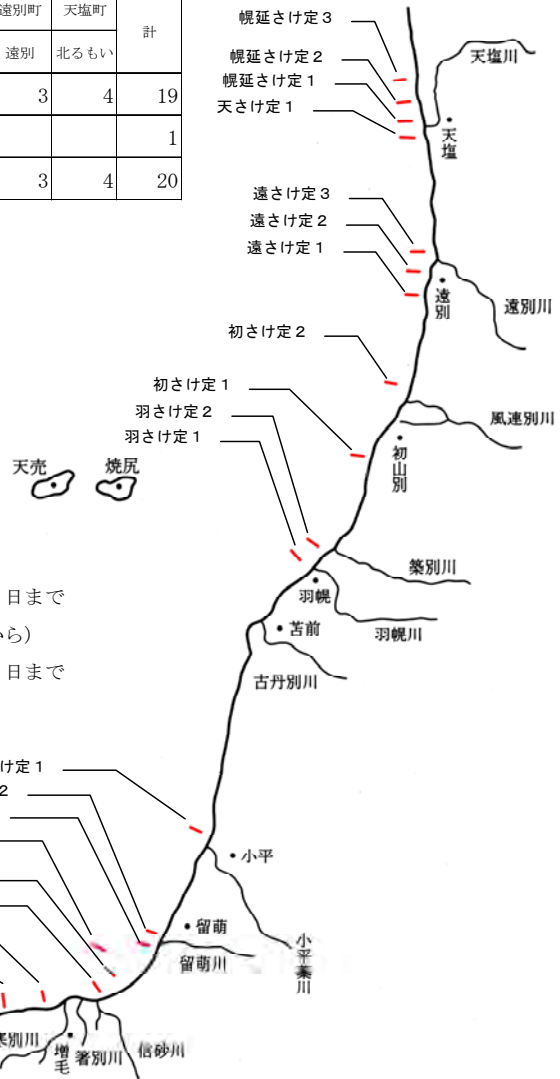 遠別町 天塩町 計
遠別 北るもい
3 4 19
1
3 4 20
幌延さけ定3
幌延さけ定2
幌延さけ定1
天さけ定1
天塩川
天塩
遠さけ定3
遠さけ定2
遠さけ定1
遠別
遠別川
初さけ定2
初さけ定1
羽さけ定2
羽さけ定1
風連別川
初山別
天売 焼尻
築別川
羽幌
羽幌川
苫前
古丹別川
日まで
から)
日まで
け定1
2
小平
小平蘂川
留萌
留萌川
別川
増毛
箸別川
信砂川